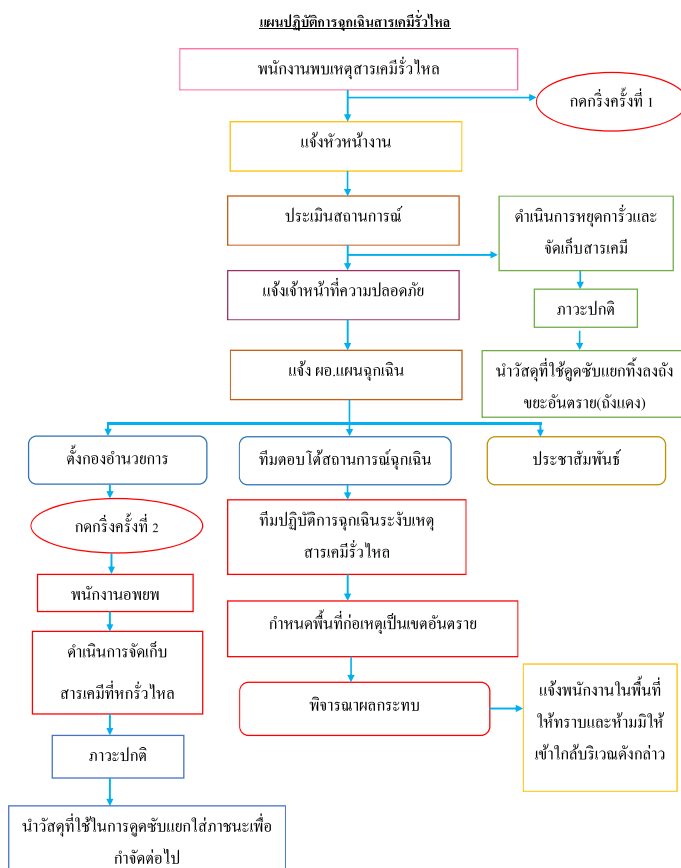 แผนปฏิบัติการฉุกเฉินสารเคมีรั่วไหล
พนักงานพบเหตุสารเคมีรั่วไหล
กดกริ่งครั้งที่ 1
แจ้งหัวหน้างาน
ประเมินสถานการณ์
ดำเนินการหยุดการั่วและ
จัดเก็บสารเคมี
แจ้งเจ้าหน้าที่ความปลอดภัย
ภาวะปกติ
แจ้ง ผอ.แผนฉุกเฉิน
นำวัสดุที่ใช้ดูดซับแยกทิ้งลงถัง
ขยะอันตราย(ถังแดง)
ตั้งกองอำนวยการ
ทีมตอบโต้สถานการณ์ฉุกเฉิน
ประชาสัมพันธ์
กดกริ่งครั้งที่ 2
ทีมปฏิบัติการฉุกเฉินระงับเหตุ
สารเคมีรั่วไหล
พนักงานอพยพ
กำหนดพื้นที่ก่อเหตุเป็นเขตอันตราย
ดำเนินการจัดเก็บ
สารเคมีที่หกรั่วไหล
พิจารณาผลกระทบ
แจ้งพนักงานในพื้นที่
ให้ทราบและห้ามมิให้
เข้าใกล้บริเวณดังกล่าว
ภาวะปกติ
นำวัสดุที่ใช้ในการดูดซับแยกใส่ภาชนะเพื่อ
กำจัดต่อไป